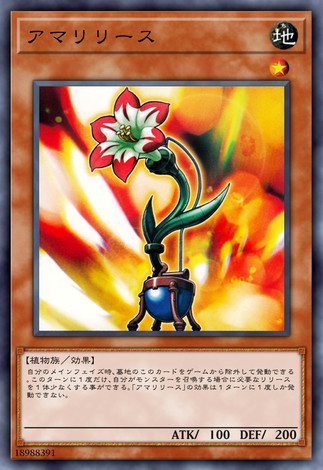 アマリリース
地
【植物族／効果】
自分のメインフェイズ時、墓地のこのカードをゲームから除外して発動できる
。このターンに１度だけ、自分がモンスターを召喚する場合に必要なリリース
を１体少なくする事ができる。「アマリリース」の効果は１ターンに１度しか発
動できない。
ATK/ 100 DEF/ 200
18988391